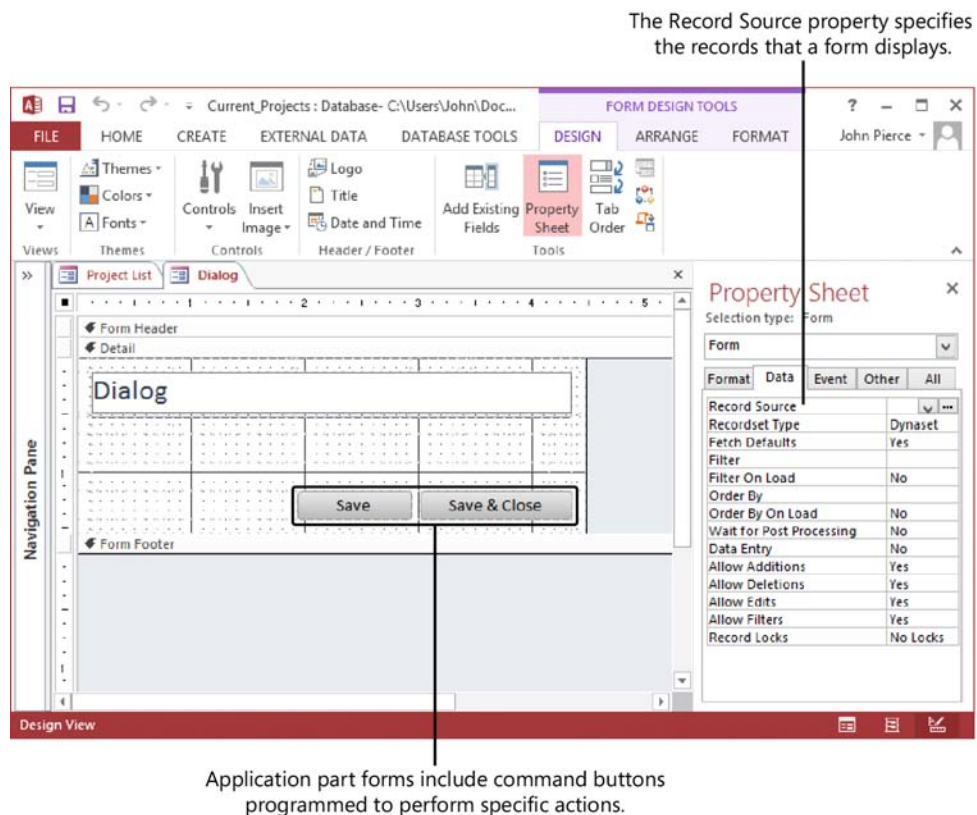 The Record Source property specifies
the records that a form displays.
Current_Projects : Database- C:\Users\John\Doc...
FORM DESIGN TOOLS
?
FILE HOME CREATE EXTERNAL DATA DATABASE TOOLS DESIGN ARRANGE FORMAT John Pierce
View
Themes
Colors
A Fonts
Controls
Insert
Image
Logo
Title
Date and Time
Add Existing
Fields
Property
Sheet
Tab
Order
Views Themes Controls Header / Footer Tools
Project List Dialog
1 2 3 4 5
Form Header
Detail
Dialog
1
Save Save & Close
Form Footer
1
Navigation Pane
Property Sheet
Selection type: Form
Form
Format Data Event Other All
Record Source
Recordset Type Dynaset
Fetch Defaults Yes
Filter
Filter On Load No
Order By
Order By On Load No
Wait for Post Processing No
Data Entry No
Allow Additions Yes
Allow Deletions Yes
Allow Edits Yes
Allow Filters Yes
Record Locks No Locks
Design View
Application part forms include command buttons
programmed to perform specific actions.